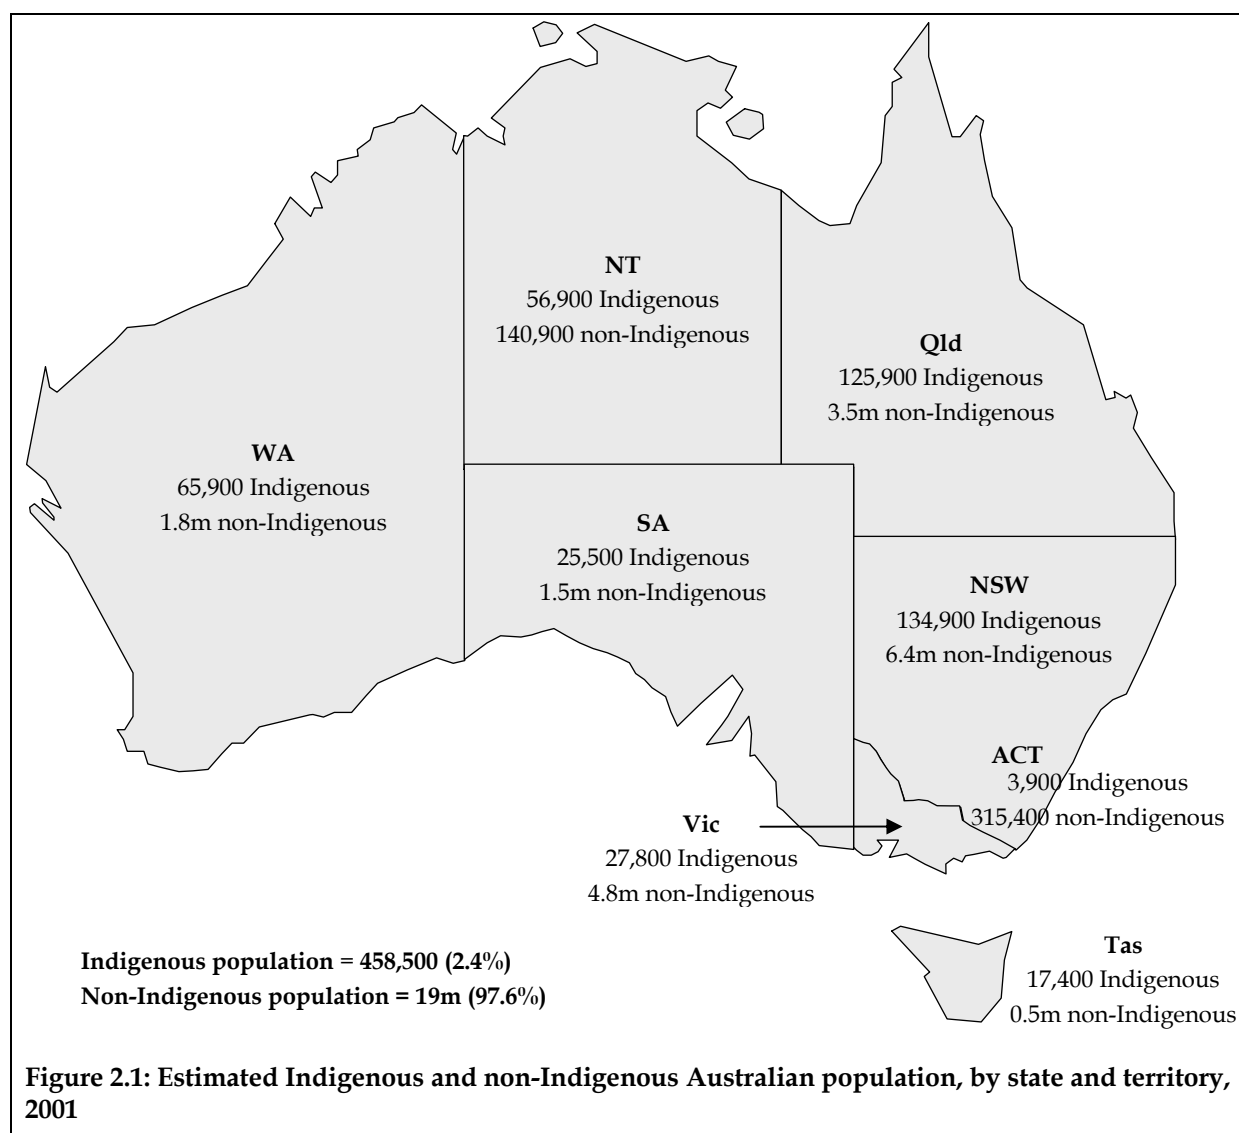 NT
56,900 Indigenous
140,900 non-Indigenous
Qld
125,900 Indigenous
3.5m non-Indigenous
WA
65,900 Indigenous
1.8m non-Indigenous
SA
25,500 Indigenous
1.5m non-Indigenous
NSW
134,900 Indigenous
6.4m non-Indigenous
ACT
3,900 Indigenous
315,400 non-Indigenous
Vic
27,800 Indigenous
4.8m non-Indigenous
Tas
17,400 Indigenous
0.5m non-Indigenous
Indigenous population = 458,500 (2.4%)
Non-Indigenous population = 19m (97.6%)
Figure 2.1: Estimated Indigenous and non-Indigenous Australian population, by state and territory,
2001